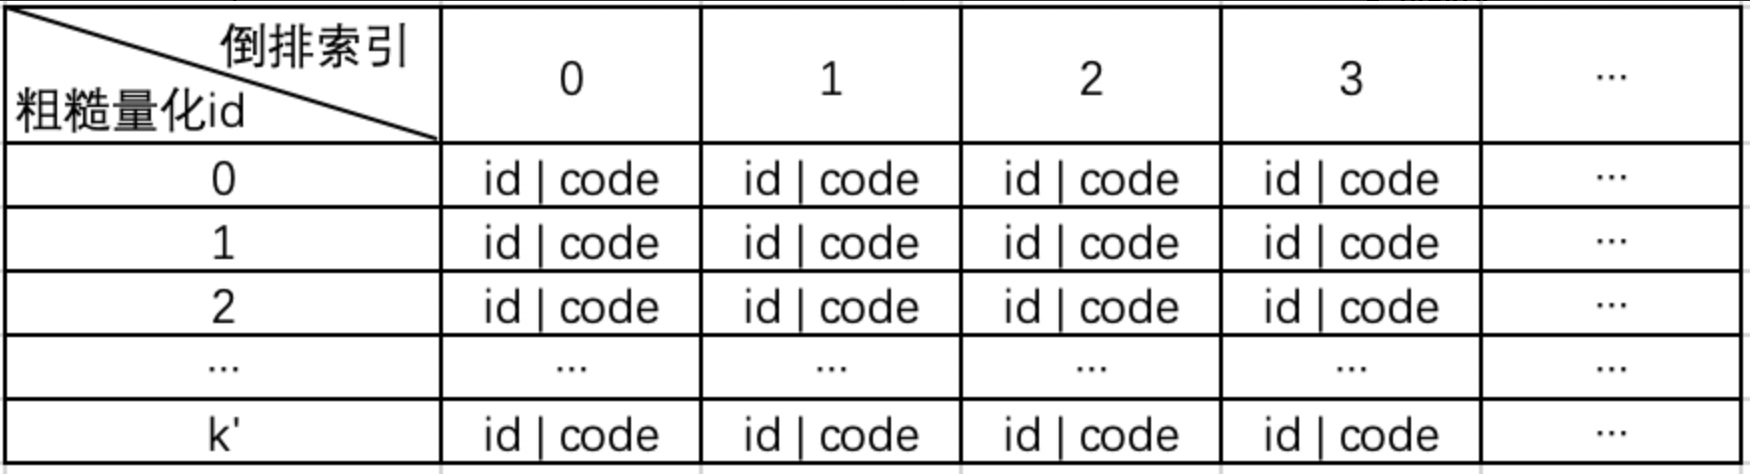 倒排索引
粗糙量化id
0 1 2 3 ...
0 id | code id | code id | code id | code ...
1 id | code id | code id | code id | code ...
2 id | code id | code id | code id | code ...
... ... ... ... ... ...
k' id | code id | code id | code id | code ...